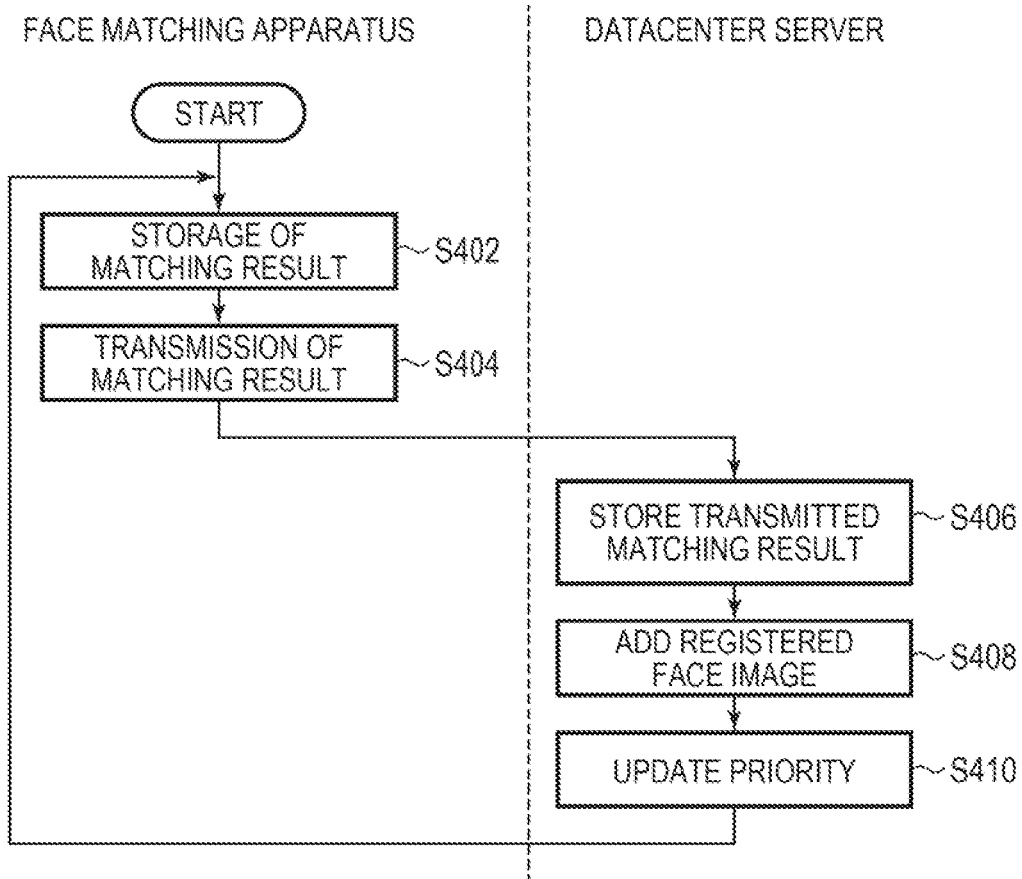 FACE MATCHING APPARATUS
DATACENTER SERVER
START
STORAGE OF
MATCHING RESULT
S402
TRANSMISSION OF
MATCHING RESULT
S404
STORE TRANSMITTED
MATCHING RESULT
S406
ADD REGISTERED
FACE IMAGE
S408
UPDATE PRIORITY
S410